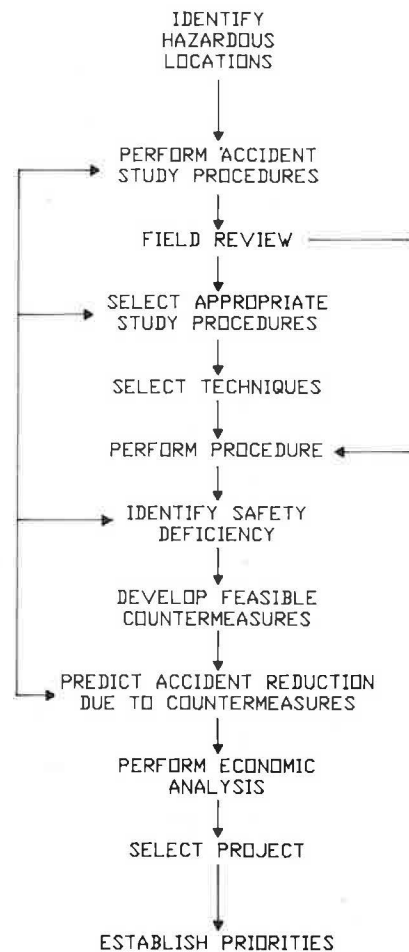 IDENTIFY
HAZARDOUS
LOCATIONS
PERFORM ACCIDENT
STUDY PROCEDURES
FIELD REVIEW
SELECT APPROPRIATE
STUDY PROCEDURES
SELECT TECHNIQUES
PERFORM PROCEDURE
IDENTIFY SAFETY
DEFICIENCY
DEVELOP FEASIBLE
COUNTERMEASURES
PREDICT ACCIDENT REDUCTION
DUE TO COUNTERMEASURES
PERFORM ECONOMIC
ANALYSIS
SELECT PROJECT
ESTABLISH PRIORITIES